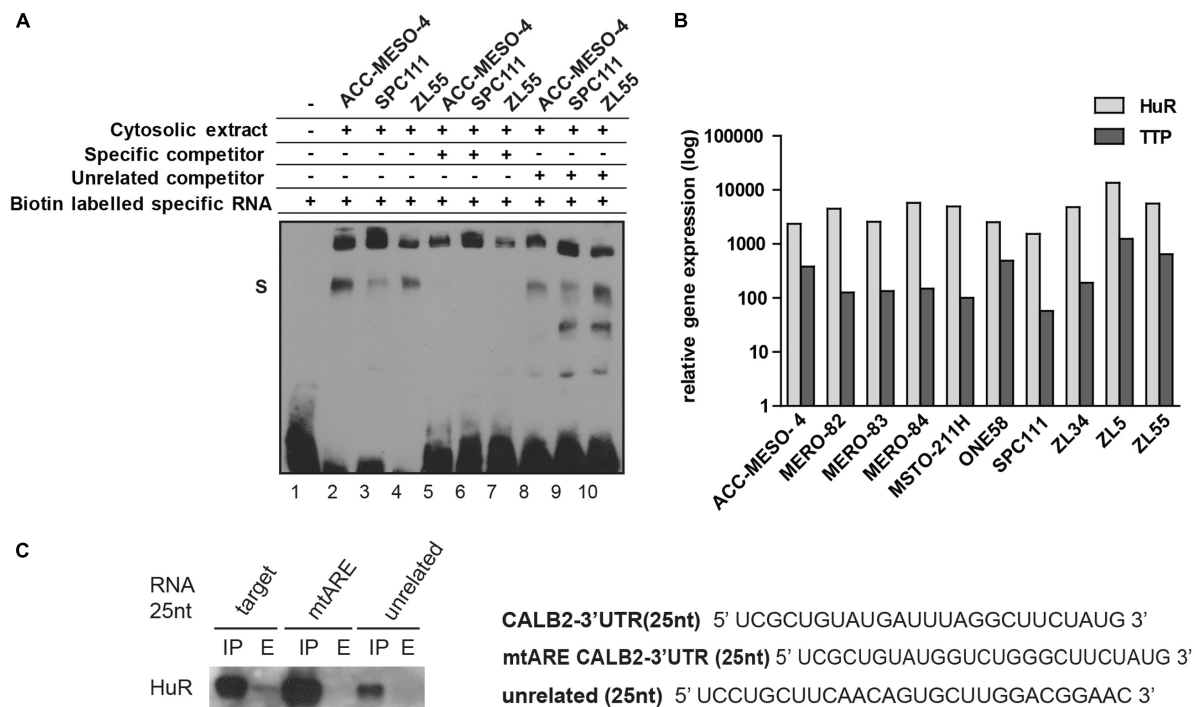 A
- ACC-MESO-4 SPC111 ZL55 ACC-MESO-4 SPC111 ZL55 ACC-MESO-4 SPC111 ZL55
Cytosolic extract - + + + + + + + + +
Specific competitor - - - - + + + - - -
Unrelated competitor - - - - - - - + + +
Biotin labelled specific RNA + + + + + + + + + +
S
1 2 3 4 5 6 7 8 9 10
B
HuR
TTP
relative gene expression (log)
100000
10000
1000
100
10
1
ACC-MESO- 4 MERO-82 MERO-83 MERO-84 MSTO-211H ONE58 SPC111 ZL34 ZL5 ZL55
C
RNA
25nt
target mtARE unrelated
IP E IP E IP E
HuR
CALB2-3'UTR(25nt) 5' UCGCUGUAUGAUUUAGGCUUCUAUG 3'
mtARE CALB2-3'UTR (25nt) 5' UCGCUGUAUGGUCUGGGCUUCUAUG 3'
unrelated (25nt) 5' UCCUGCUUCAACAGUGCUUGGACGGAAC 3'